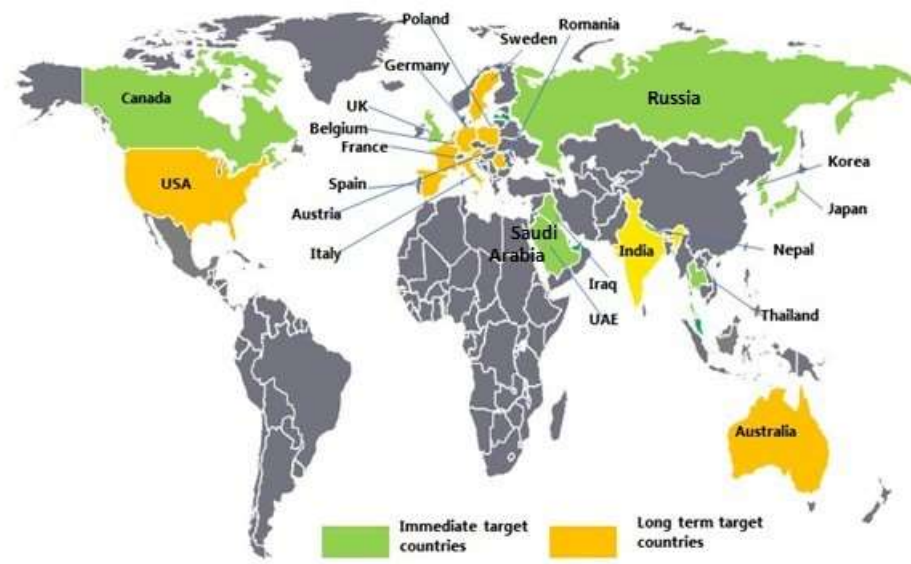 Poland
Romania
Sweden
Germany
Canada
UK
Russia
Belgium
France
Korea
USA
Spain
Japan
Austria
Saudi
Arabia
Italy
India
Nepal
Iraq
UAE
Thailand
Australia
Immediate target
countries
Long term target
countries